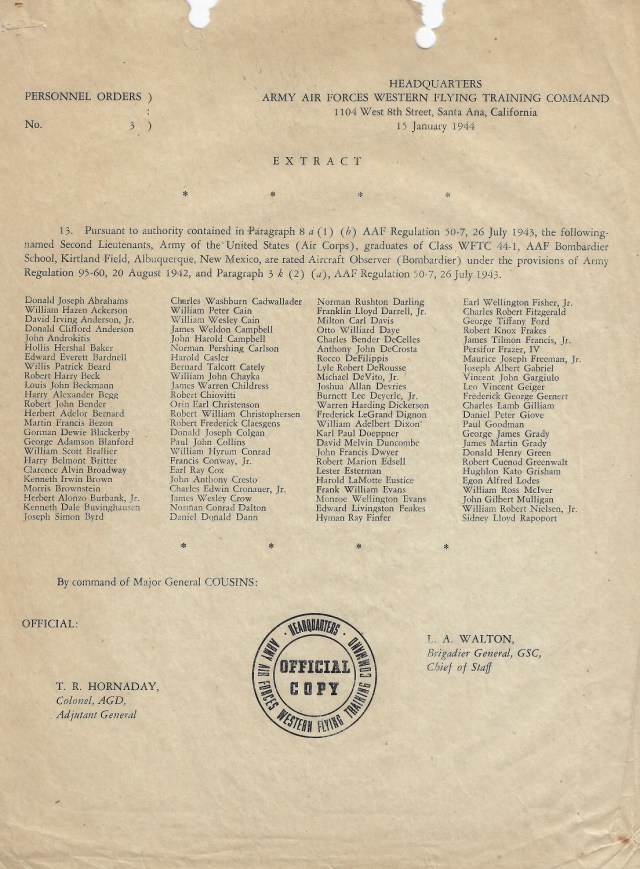 HEADQUARTERS
PERSONNEL ORDERS )
ARMY AIR FORCES WESTERN FLYING TRAINING COMMAND
:
1104 West 8th Street, Santa Ana, California
No. 3 )
15 January 1944
EXTRACT
* * * *
13. Pursuant to authority contained in Paragraph 8 a (1) (b) AAF Regulation 50-7, 26 July 1943, the following-
named Second Lieutenants, Army of the United States (Air Corps), graduates of Class WFTC 44-1, AAF Bombardier
School, Kirtland Field, Albuquerque, New Mexico, are rated Aircraft Observer (Bombardier) under the provisions of Army
Regulation 95-60, 20 August 1942, and Paragraph 3 k (2) (a), AAF Regulation 50-7, 26 July 1943.
Donald Joseph Abrahams
William Hazen Ackerson
David Irving Anderson, Jr.
Donald Clifford Anderson
John Androkitis
Hollis Hershal Baker
Edward Everett Bardnell
Willis Patrick Beard
Robert Harry Beck
Louis John Beckmann
Harry Alexander Begg
Robert John Bender
Herbert Adelor Bernard
Martin Francis Bezon
Gorman Dewie Blackerby
George Adamson Blanford
William Scott Brallier
Harry Belmont Britter
Clarence Alvin Broadway
Kenneth Irwin Brown
Morris Brownstein
Herbert Alonzo Burbank, Jr.
Kenneth Dale Buvinghausen
Joseph Simon Byrd
Charles Washburn Cadwallader
William Peter Cain
William Wesley Cain
James Weldon Campbell
John Harold Campbell
Norman Pershing Carlson
Harold Casler
Bernard Talcott Cately
William John Chayka
James Warren Childress
Robert Chiovitti
Orin Earl Christenson
Robert William Christophersen
Robert Frederick Claesgens
Donald Joseph Colgan
Paul John Collins
William Hyrum Conrad
Francis Conway, Jr.
Earl Ray Cox
John Anthony Cresto
Charles Edwin Cronauer, Jr.
James Wesley Crow
Norman Conrad Dalton
Daniel Donald Dann
Norman Rushton Darling
Franklin Lloyd Darrell, Jr.
Milton Carl Davis
Otto Williard Daye
Charles Bender DeCelles
Anthony John DeCrosta
Rocco DeFilippis
Lyle Robert DeRousse
Michael DeVito, Jr.
Joshua Allan Devries
Burnett Lee Deyerle, Jr.
Warren Harding Dickerson
Frederick LeGrand Dignon
William Adelbert Dixon
Karl Paul Doeppner
David Melvin Duncombe
John Francis Dwyer
Robert Marion Edsell
Lester Esterman
Harold LaMotte Eustice
Frank William Evans
Monroe Wellington Evans
Edward Livingston Feakes
Hyman Ray Finfer
Earl Wellington Fisher, Jr.
Charles Robert Fitzgerald
George Tiffany Ford
Robert Knox Frakes
James Tilmon Francis, Jr.
Persifor Frazer, IV
Maurice Joseph Freeman, Jr.
Joseph Albert Gabriel
Vincent John Gargiulo
Leo Vincent Geiger
Frederick George Gernert
Charles Lamb Gilliam
Daniel Peter Giove
Paul Goodman
George James Grady
James Martin Grady
Donald Henry Green
Robert Cuenod Greenwalt
Hughlon Kato Grisham
Egon Alfred Lodes
William Ross McIver
John Gilbert Mulligan
William Robert Nielsen, Jr.
Sidney Lloyd Rapoport
* * * *
By command of Major General COUSINS:
OFFICIAL:
L. A. WALTON,
Brigadier General, GSC,
Chief of Staff
T. R. HORNADAY,
Colonel, AGD,
Adjutant General
· HEADQUARTERS ·
ARMY AIR FORCES WESTERN FLYING TRAINING COMMAND
OFFICIAL
COPY